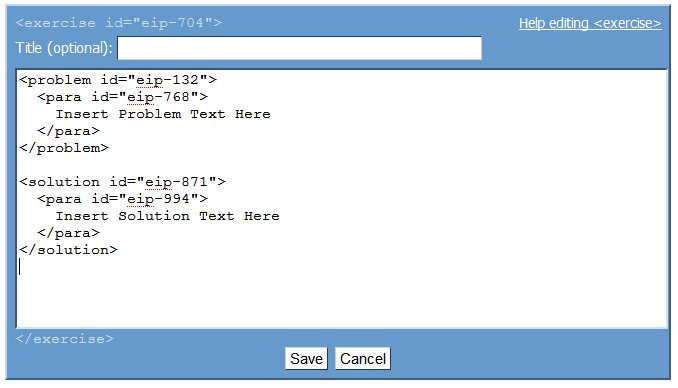 <exercise id="eip-704"> Help editing <exercise>
Title (optional):
<problem id="eip-132">
  <para id="eip-768">
    Insert Problem Text Here
  </para>
</problem>

<solution id="eip-871">
  <para id="eip-994">
    Insert Solution Text Here
  </para>
</solution>
</exercise>
Save Cancel